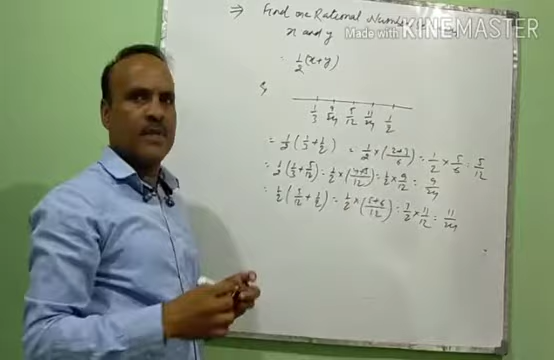 ⇒ Find one Rational Number
x and y
Made with KINEMASTER
= 1/2 (x+y)
1/3 9/24 5/12 11/24 1/2
= 1/2 (1/3 + 1/2) = 1/2 × (2+3/6) = 1/2 × 5/6 = 5/12
= 1/2 (1/3 + 5/12) = 1/2 × (4+5/12) = 1/2 × 9/12 = 9/24
= 1/2 (5/12 + 1/2) = 1/2 × (5+6/12) = 1/2 × 11/12 = 11/24